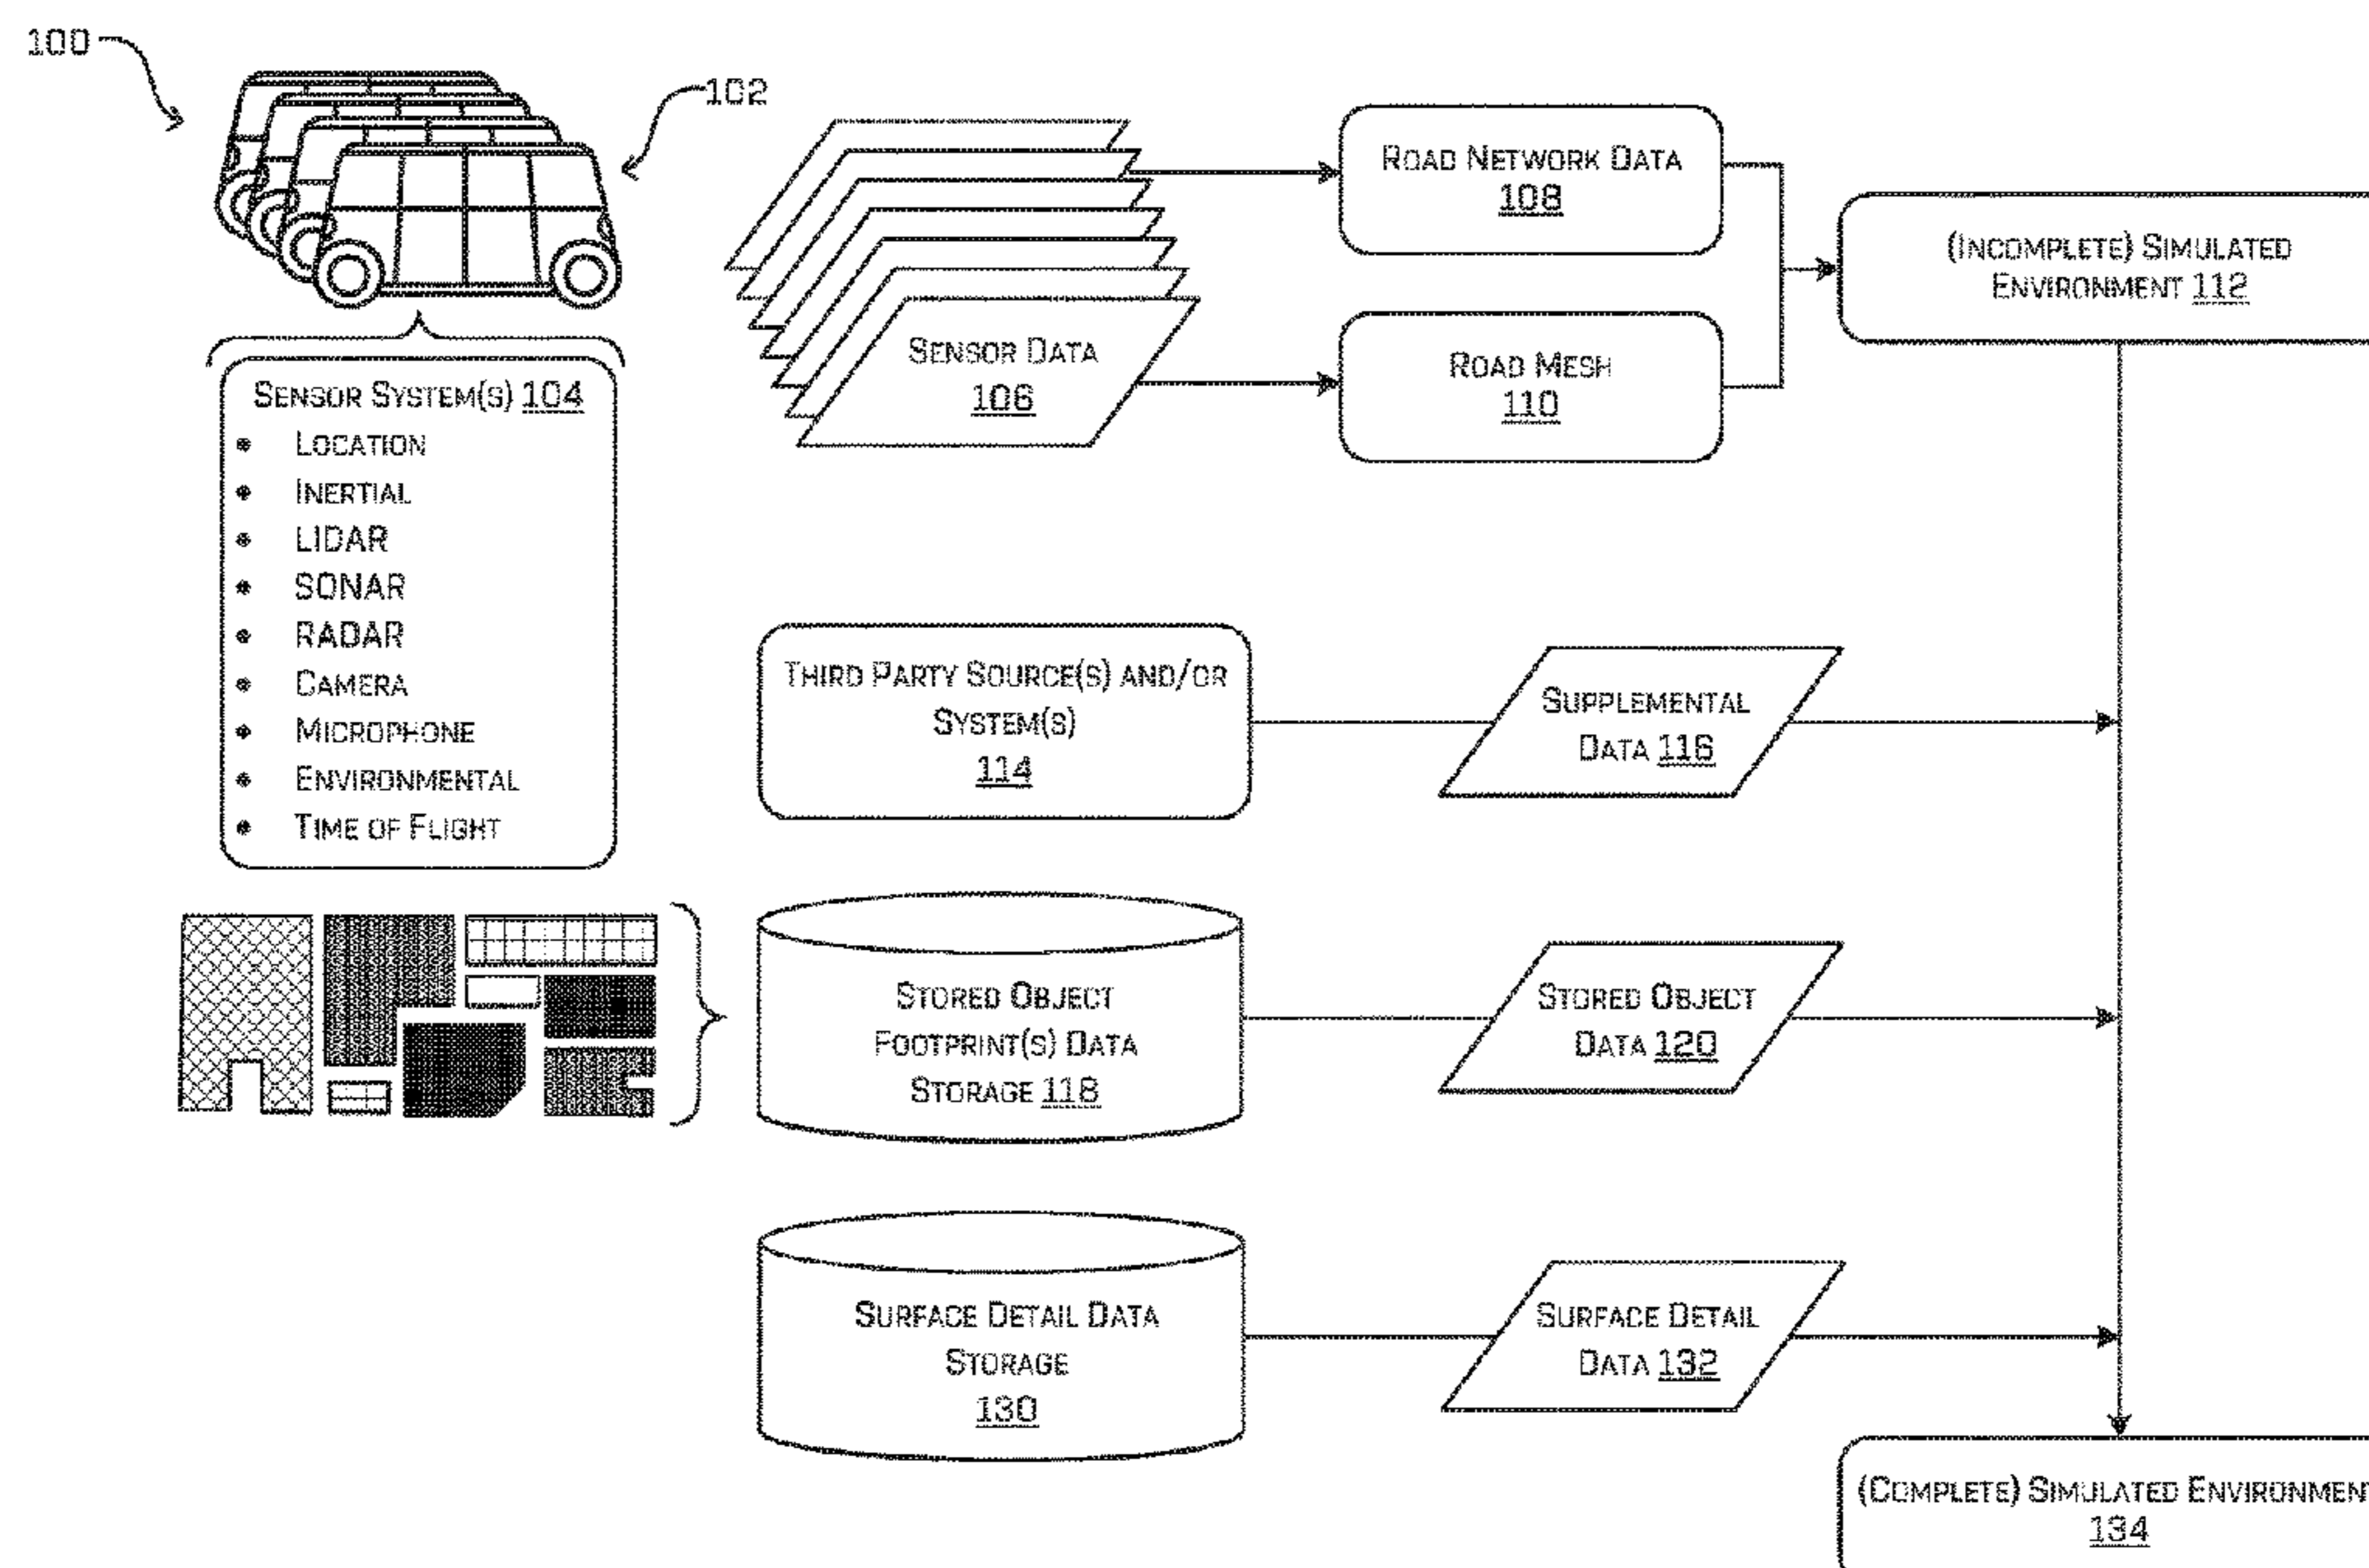 100
102
ROAD NETWORK DATA
108
(INCOMPLETE) SIMULATED
ENVIRONMENT 112
SENSOR DATA
106
ROAD MESH
110
SENSOR SYSTEM(S) 104
• LOCATION
• INERTIAL
• LIDAR
• SONAR
• RADAR
• CAMERA
• MICROPHONE
• ENVIRONMENTAL
• TIME OF FLIGHT
THIRD PARTY SOURCE(S) AND/OR
SYSTEM(S)
114
SUPPLEMENTAL
DATA 116
STORED OBJECT
FOOTPRINT(S) DATA
STORAGE 118
STORED OBJECT
DATA 120
SURFACE DETAIL DATA
STORAGE
130
SURFACE DETAIL
DATA 132
(COMPLETE) SIMULATED ENVIRONMENT
134